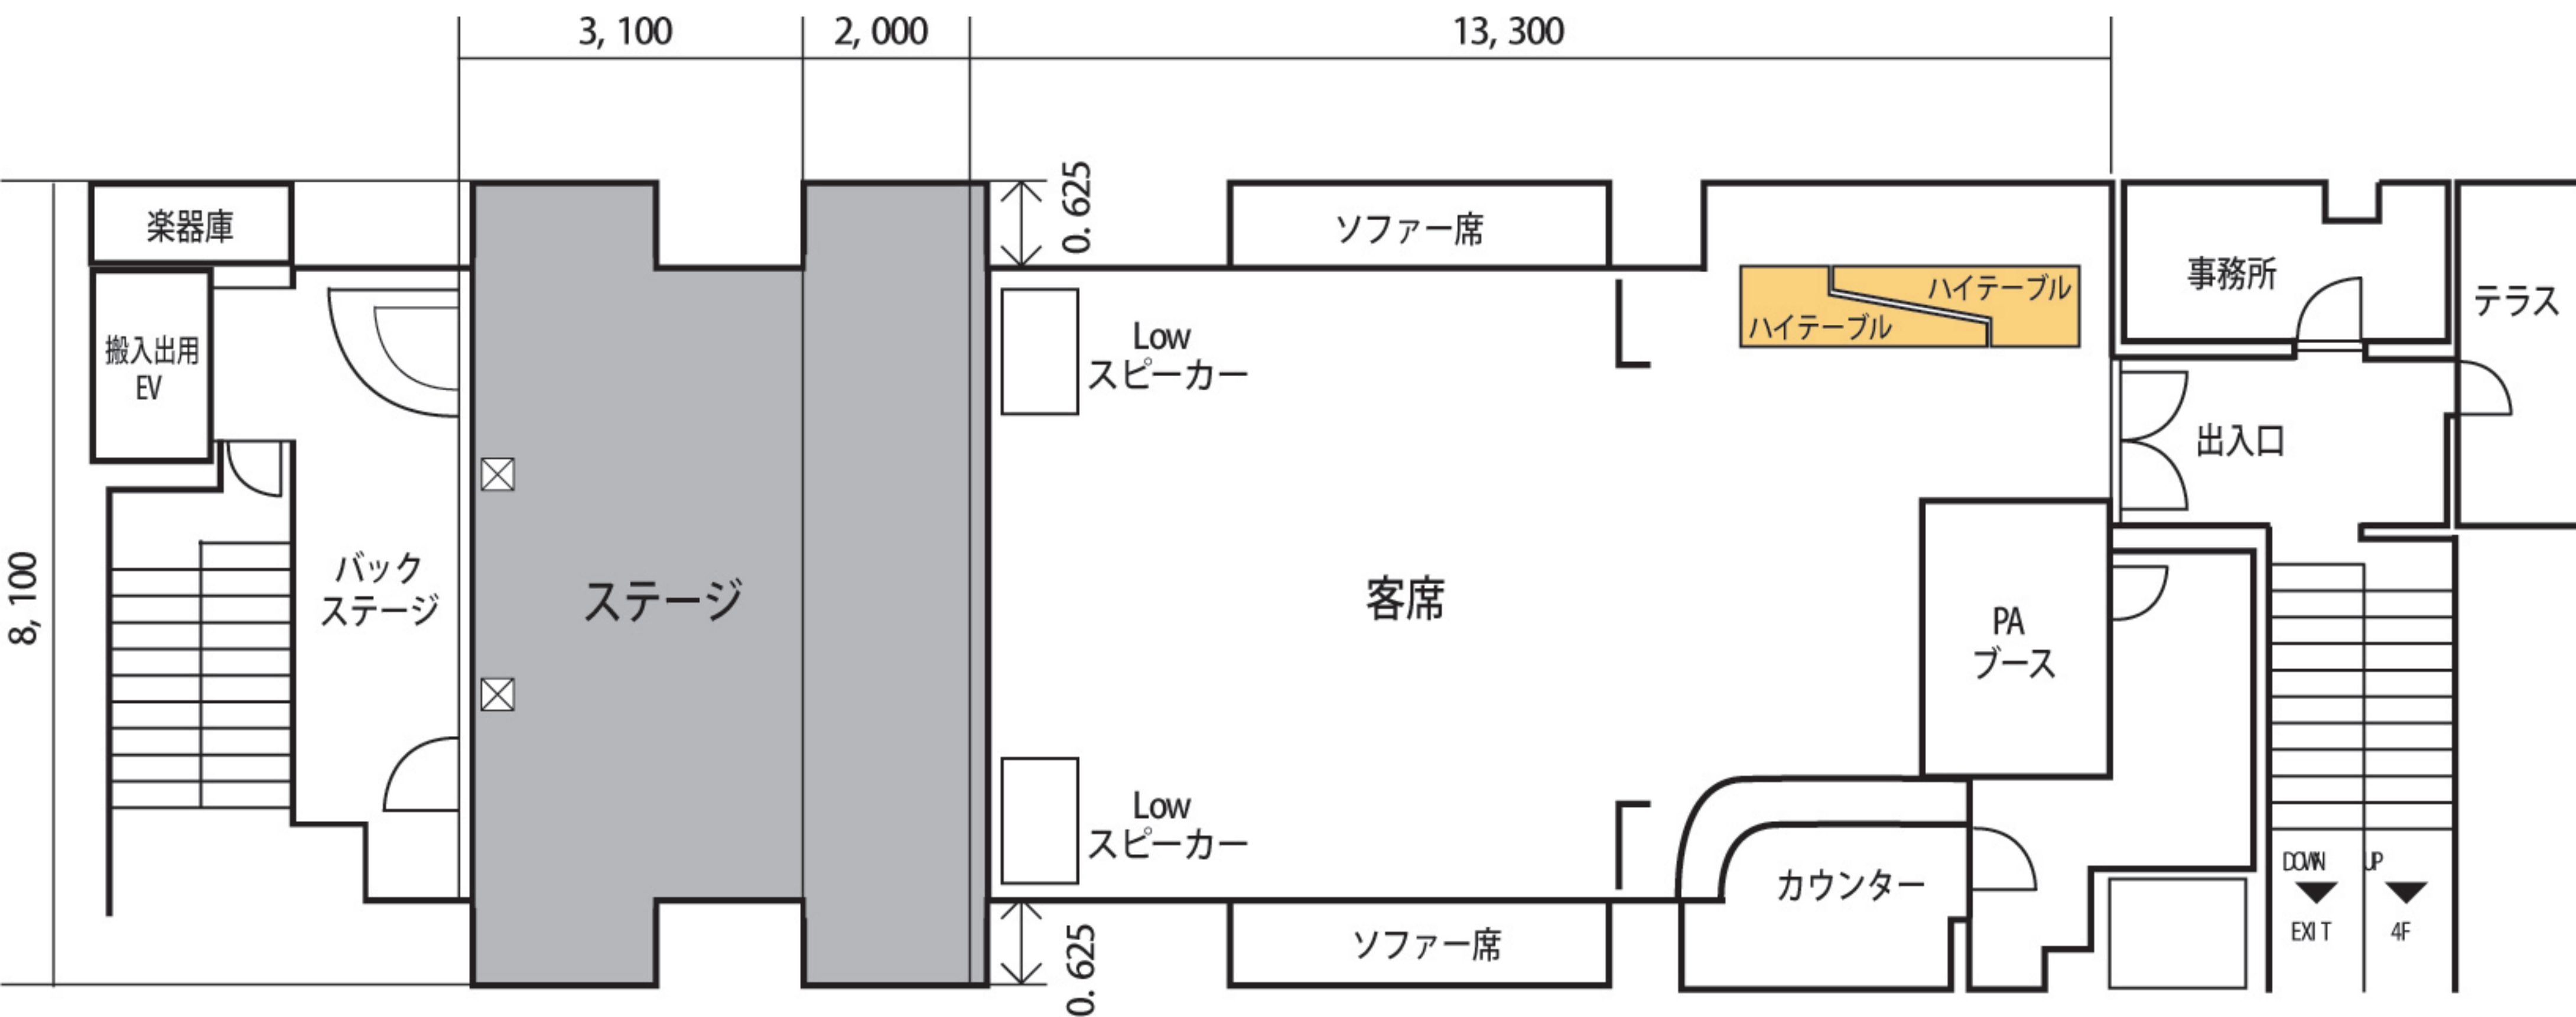 3, 100
2, 000
13, 300
0. 625
楽器庫
ソファー席
事務所
テラス
ハイテーブル
ハイテーブル
搬入出用
EV
Low
スピーカー
出入口
8, 100
バック
ステージ
ステージ
客席
PA
ブース
Low
スピーカー
カウンター
DOWN
UP
EXIT
4F
ソファー席
0. 625